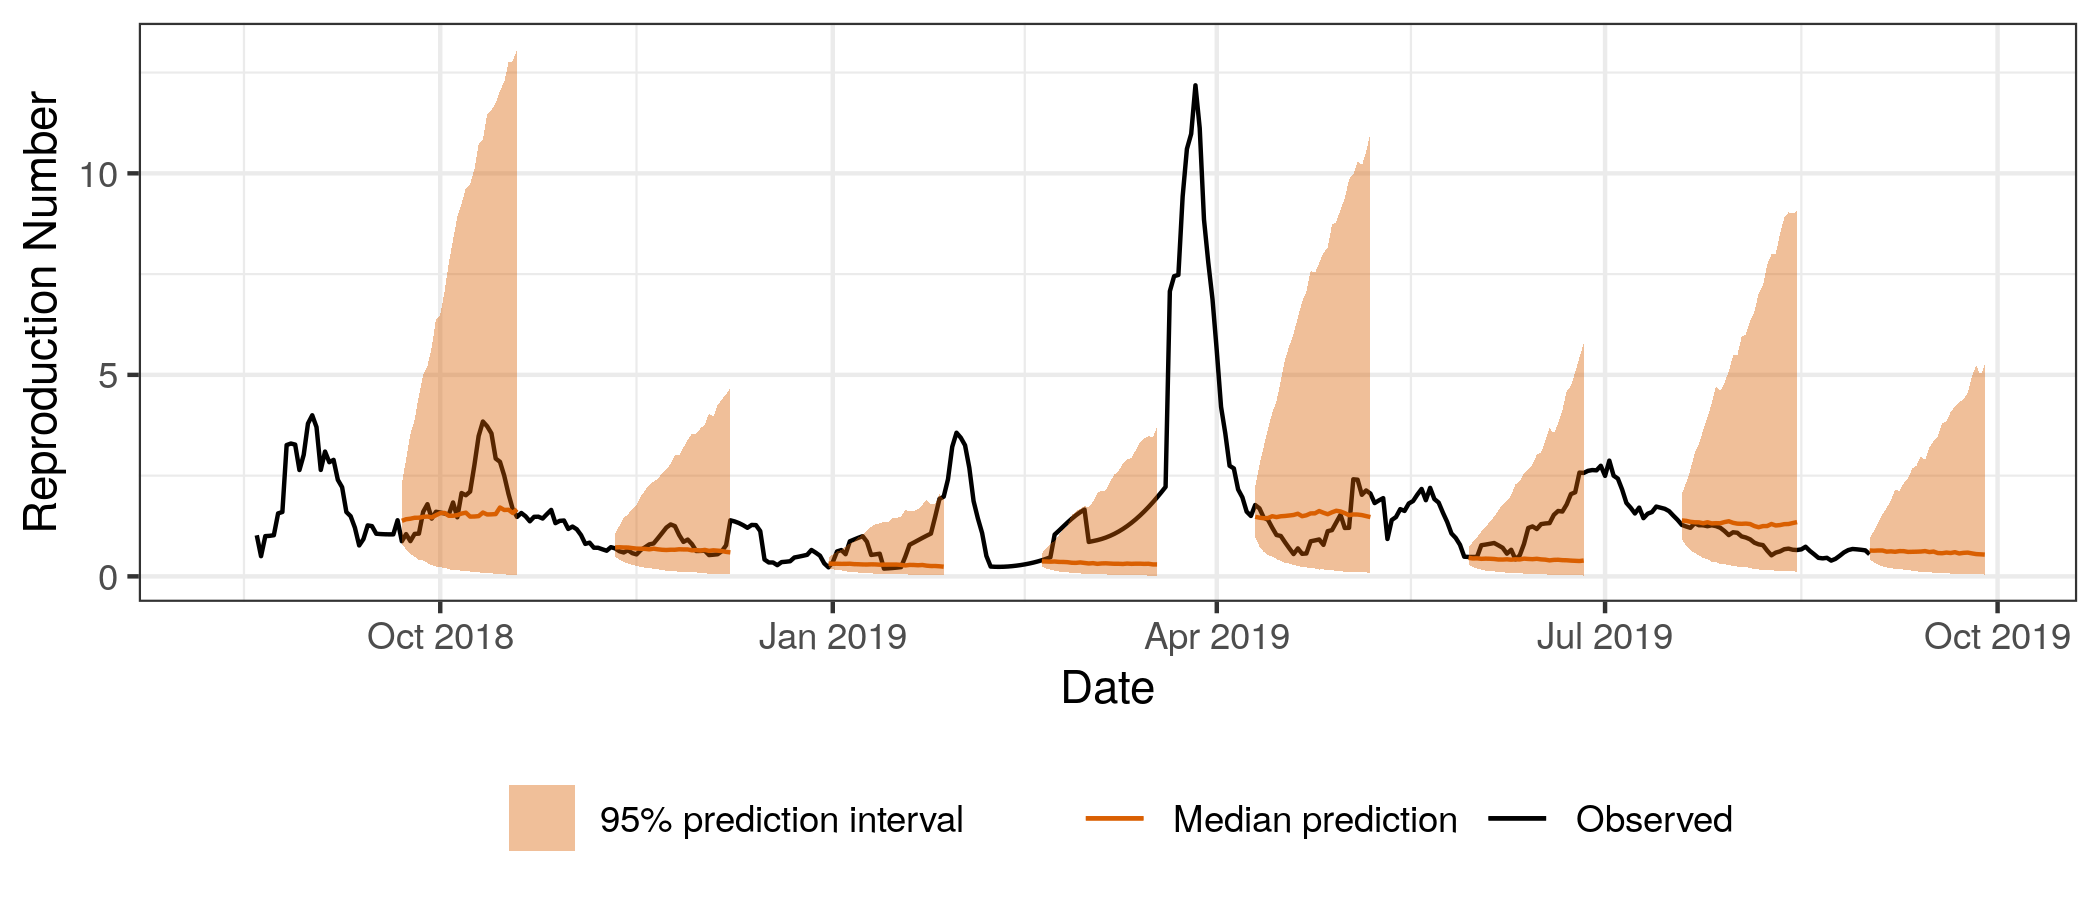 Reproduction Number
10
5
0
Oct 2018
Jan 2019
Apr 2019
Jul 2019
Oct 2019
Date
95% prediction interval
Median prediction
Observed